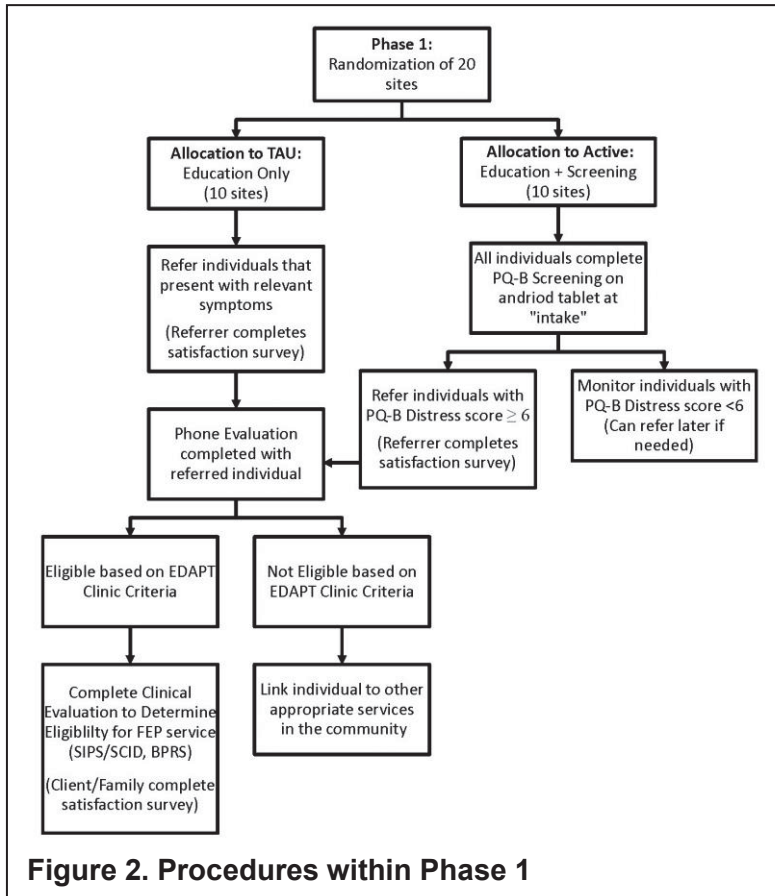 Phase 1:
Randomization of 20
sites
Allocation to TAU:
Education Only
(10 sites)
Allocation to Active:
Education + Screening
(10 sites)
Refer individuals that
present with relevant
symptoms
(Referrer completes
satisfaction survey)
All individuals complete
PQ-B Screening on
andriod tablet at
"intake"
Refer individuals with
PQ-B Distress score ≥ 6
(Referrer completes
satisfaction survey)
Monitor individuals with
PQ-B Distress score <6
(Can refer later if
needed)
Phone Evaluation
completed with
referred individual
Eligible based on EDAPT
Clinic Criteria
Not Eligible based on
EDAPT Clinic Criteria
Complete Clinical
Evaluation to Determine
Eligiblity for FEP service
(SIPS/SCID, BPRS)
(Client/Family complete
satisfaction survey)
Link individual to other
appropriate services
in the community
Figure 2. Procedures within Phase 1